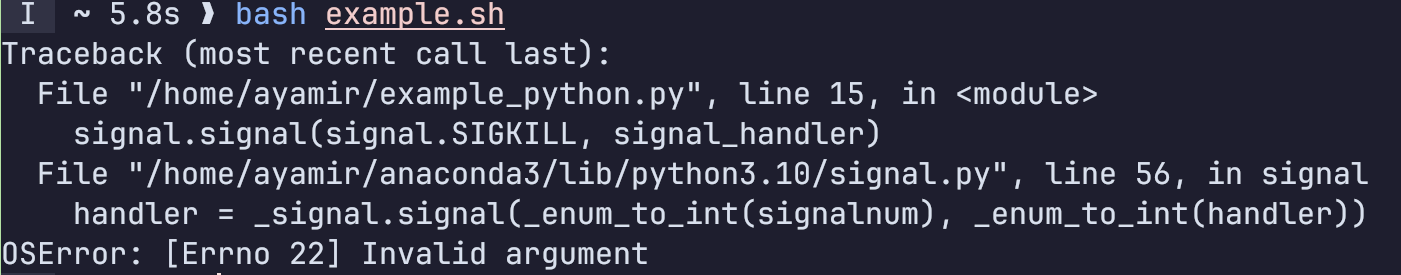 I ~ 5.8s ❱ bash example.sh
Traceback (most recent call last):
  File "/home/ayamir/example_python.py", line 15, in <module>
    signal.signal(signal.SIGKILL, signal_handler)
  File "/home/ayamir/anaconda3/lib/python3.10/signal.py", line 56, in signal
    handler = _signal.signal(_enum_to_int(signalnum), _enum_to_int(handler))
OSError: [Errno 22] Invalid argument